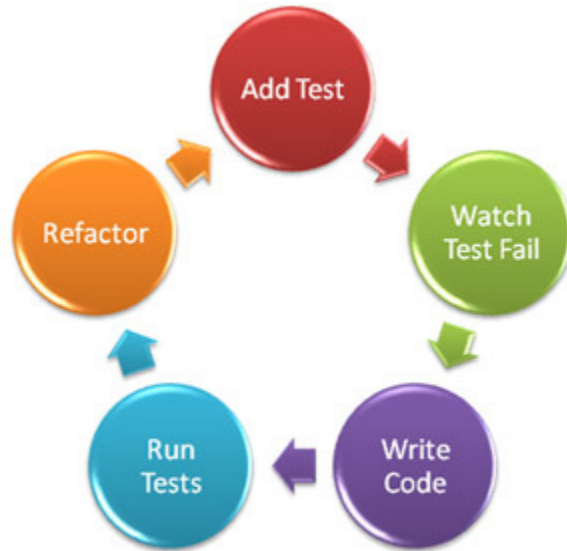 Add Test
Watch
Test Fail
Write
Code
Run
Tests
Refactor